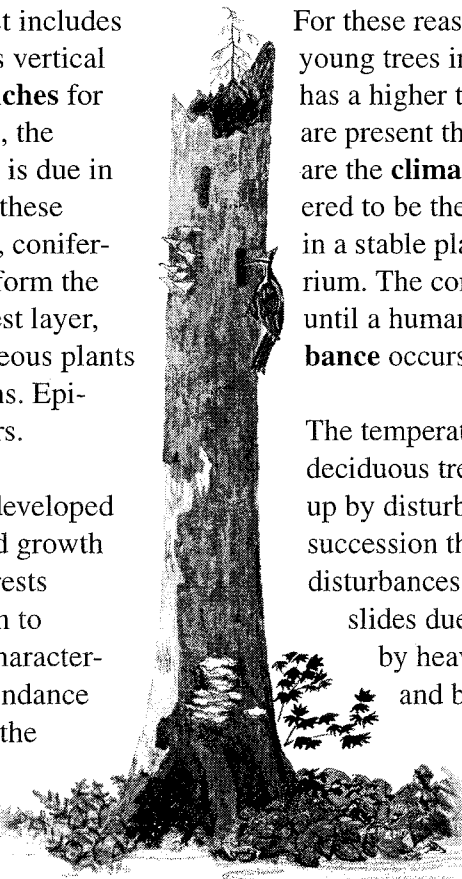 st includes
s vertical
iches for
, the
is due in
these
, conifer-
form the
est layer,
eous plants
ns. Epi-
rs.
developed
d growth
rests
n to
haracter-
ndance
the
For these reas
young trees in
has a higher t
are present th
are the clima
ered to be the
in a stable pla
rium. The con
until a human
bance occurs
The temperat
deciduous tre
up by disturb
succession th
disturbances
slides due
by heav
and b